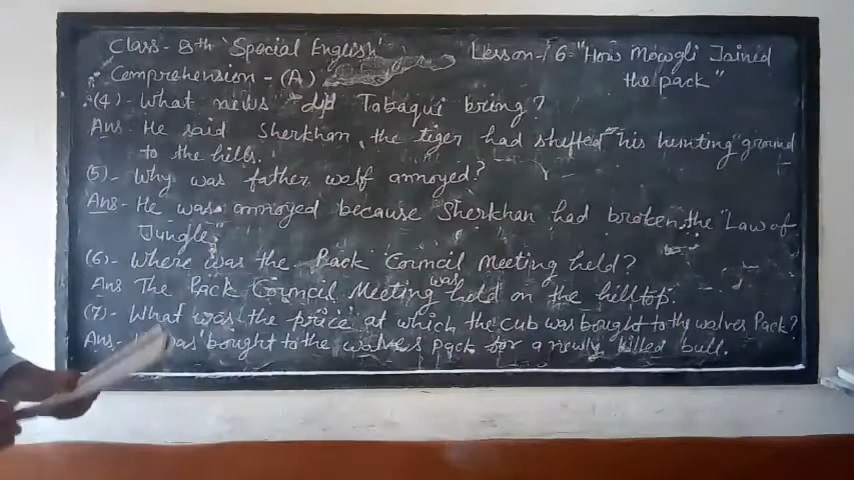 Class - 8th 'Special English'
Lesson - 6 - "How Mowgli Joined the pack"
Comprehension - (A)
(4) - What news did Tabaqui bring?
Ans - He said Sherkhan, the tiger had shifted his hunting ground
to the hills.
(5) - Why was father wolf annoyed?
Ans - He was annoyed because Sherkhan had broken the "Law of
Jungle."
(6) - Where was the Pack Council Meeting held?
Ans The Pack Council Meeting was held on the hilltop.
(7) - What was the price at which the cub was bought to the wolves Pack?
Ans - was bought to the wolves pack for a newly killed bull.